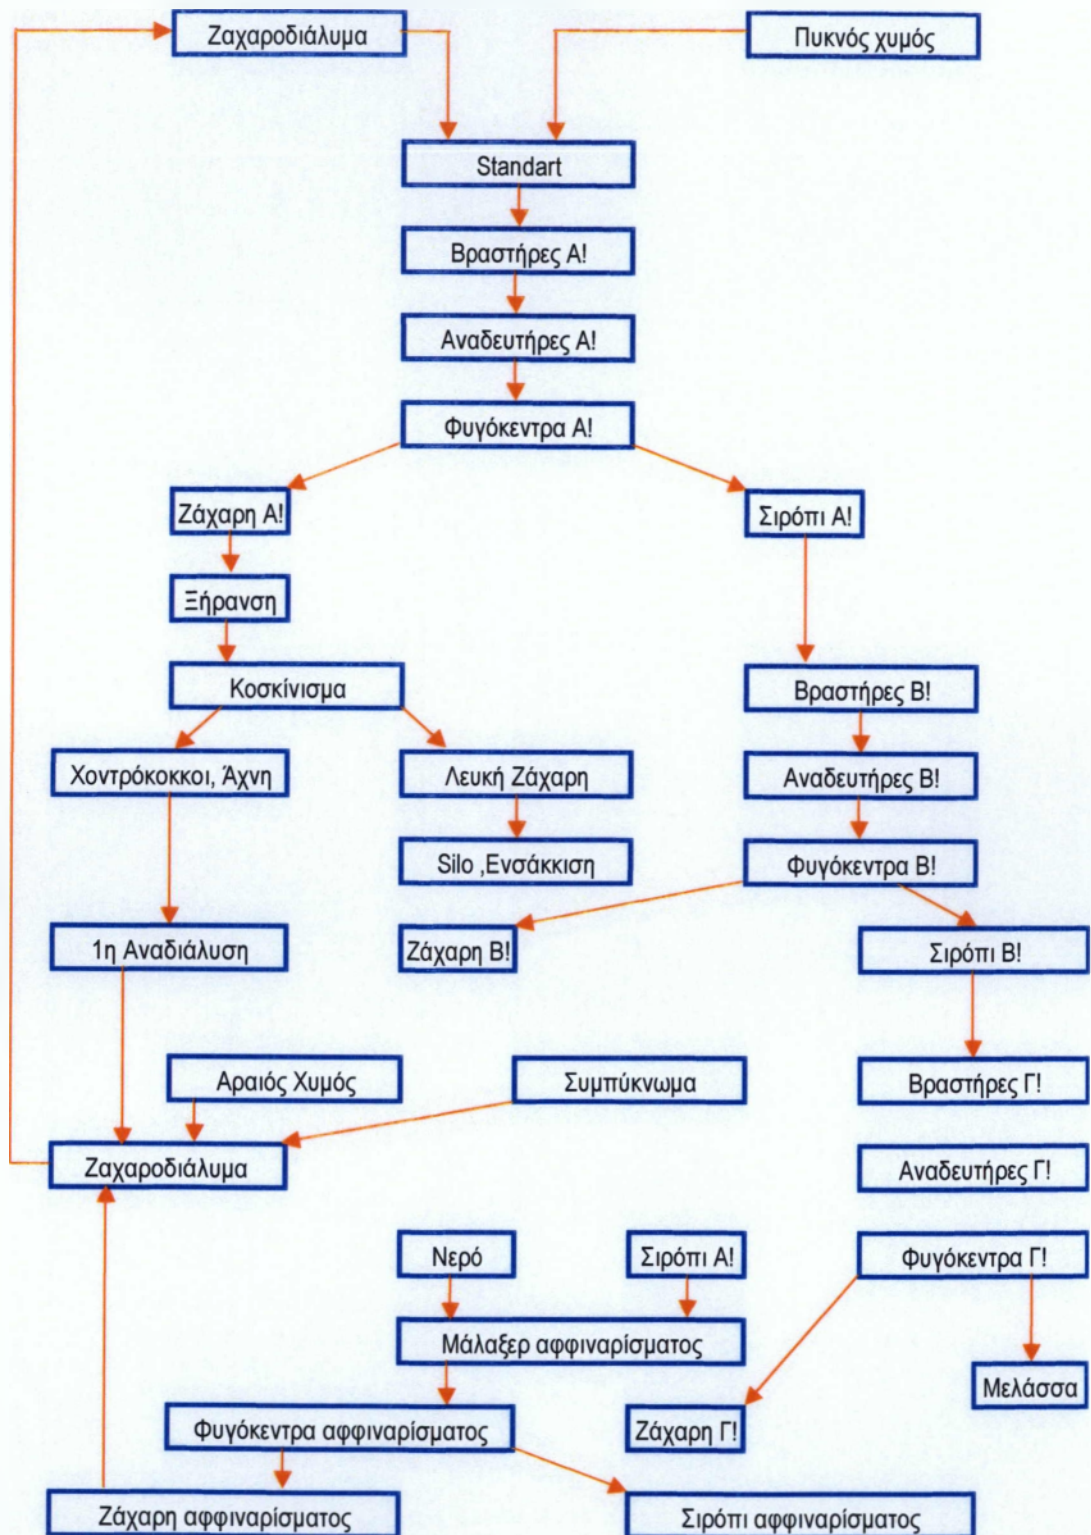 Ζαχαροδιάλυμα
Πυκνός χυμός
Standart
Βραστήρες Α!
Αναδευτήρες Α!
Φυγόκεντρα Α!
Ζάχαρη Α!
Σιρόπι Α!
Ξήρανση
Κοσκίνισμα
Βραστήρες Β!
Χοντρόκοκκοι, Άχνη
Λευκή Ζάχαρη
Αναδευτήρες Β!
Silo ,Ενσάκκιση
Φυγόκεντρα Β!
1η Αναδιάλυση
Ζάχαρη Β!
Σιρόπι Β!
Αραιός Χυμός
Συμπύκνωμα
Βραστήρες Γ!
Ζαχαροδιάλυμα
Αναδευτήρες Γ!
Νερό
Σιρόπι Α!
Φυγόκεντρα Γ!
Μάλαξερ αφφιναρίσματος
Μελάσσα
Φυγόκεντρα αφφιναρίσματος
Ζάχαρη Γ!
Ζάχαρη αφφιναρίσματος
Σιρόπι αφφιναρίσματος